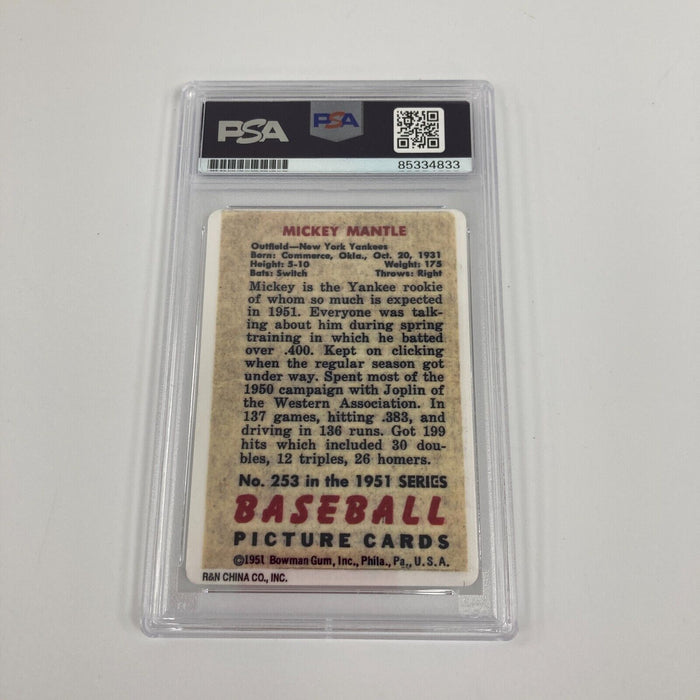 PSA
PSA
85334833
MICKEY MANTLE
Outfield—New York Yankees
Born: Commerce, Okla., Oct. 20, 1931
Height: 5-10 Weight: 175
Bats: Switch Throws: Right
Mickey is the Yankee rookie
of whom so much is expected
in 1951. Everyone was talk-
ing about him during spring
training in which he batted
over .400. Kept on clicking
when the regular season got
under way. Spent most of the
1950 campaign with Joplin of
the Western Association. In
137 games, hitting .383, and
driving in 136 runs. Got 199
hits which included 30 dou-
bles, 12 triples, 26 homers.
No. 253 in the 1951 SERIES
BASEBALL
PICTURE CARDS
©1951 Bowman Gum, Inc., Phila., Pa., U.S.A.
R&N CHINA CO., INC.